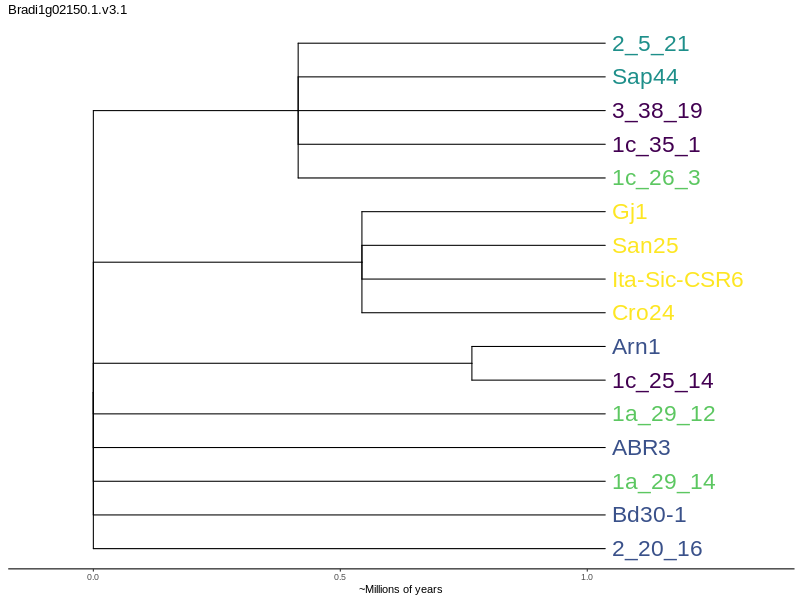 Bradi1g02150.1.v3.1
2_5_21
Sap44
3_38_19
1c_35_1
1c_26_3
Gj1
San25
Ita-Sic-CSR6
Cro24
Arn1
1c_25_14
1a_29_12
ABR3
1a_29_14
Bd30-1
2_20_16
0.0 0.5 1.0
~Millions of years